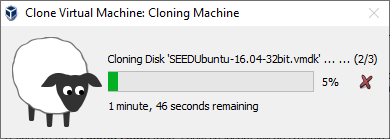 Clone Virtual Machine: Cloning Machine
Cloning Disk 'SEEDUbuntu-16.04-32bit.vmdk' ... ... (2/3)
5%
1 minute, 46 seconds remaining